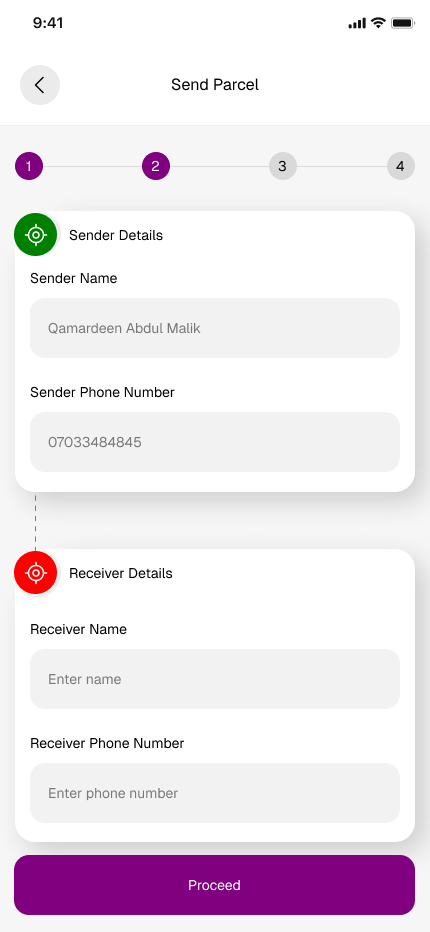 9:41
Send Parcel
1 2 3 4
Sender Details
Sender Name
Qamardeen Abdul Malik
Sender Phone Number
07033484845
Receiver Details
Receiver Name
Enter name
Receiver Phone Number
Enter phone number
Proceed